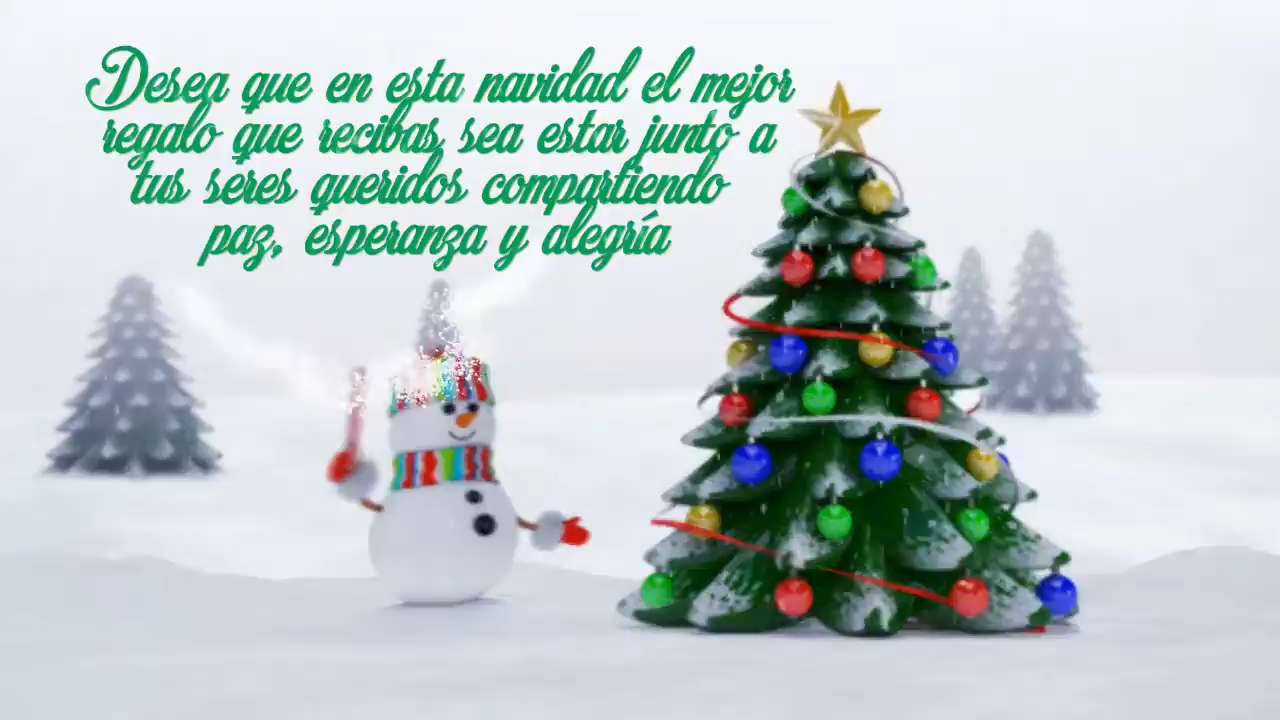 Desea que en esta navidad el mejor
regalo que recibas sea estar junto a
tus seres queridos compartiendo
paz, esperanza y alegría